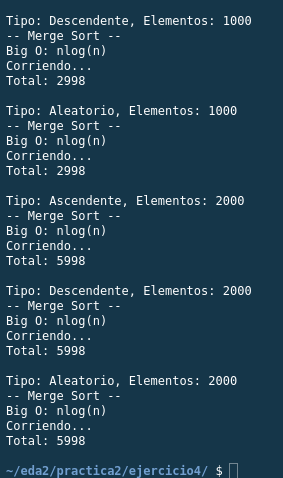 Tipo: Descendente, Elementos: 1000
-- Merge Sort --
Big O: nlog(n)
Corriendo...
Total: 2998
Tipo: Aleatorio, Elementos: 1000
-- Merge Sort --
Big O: nlog(n)
Corriendo...
Total: 2998
Tipo: Ascendente, Elementos: 2000
-- Merge Sort --
Big O: nlog(n)
Corriendo...
Total: 5998
Tipo: Descendente, Elementos: 2000
-- Merge Sort --
Big O: nlog(n)
Corriendo...
Total: 5998
Tipo: Aleatorio, Elementos: 2000
-- Merge Sort --
Big O: nlog(n)
Corriendo...
Total: 5998
~/eda2/practica2/ejercicio4/ $